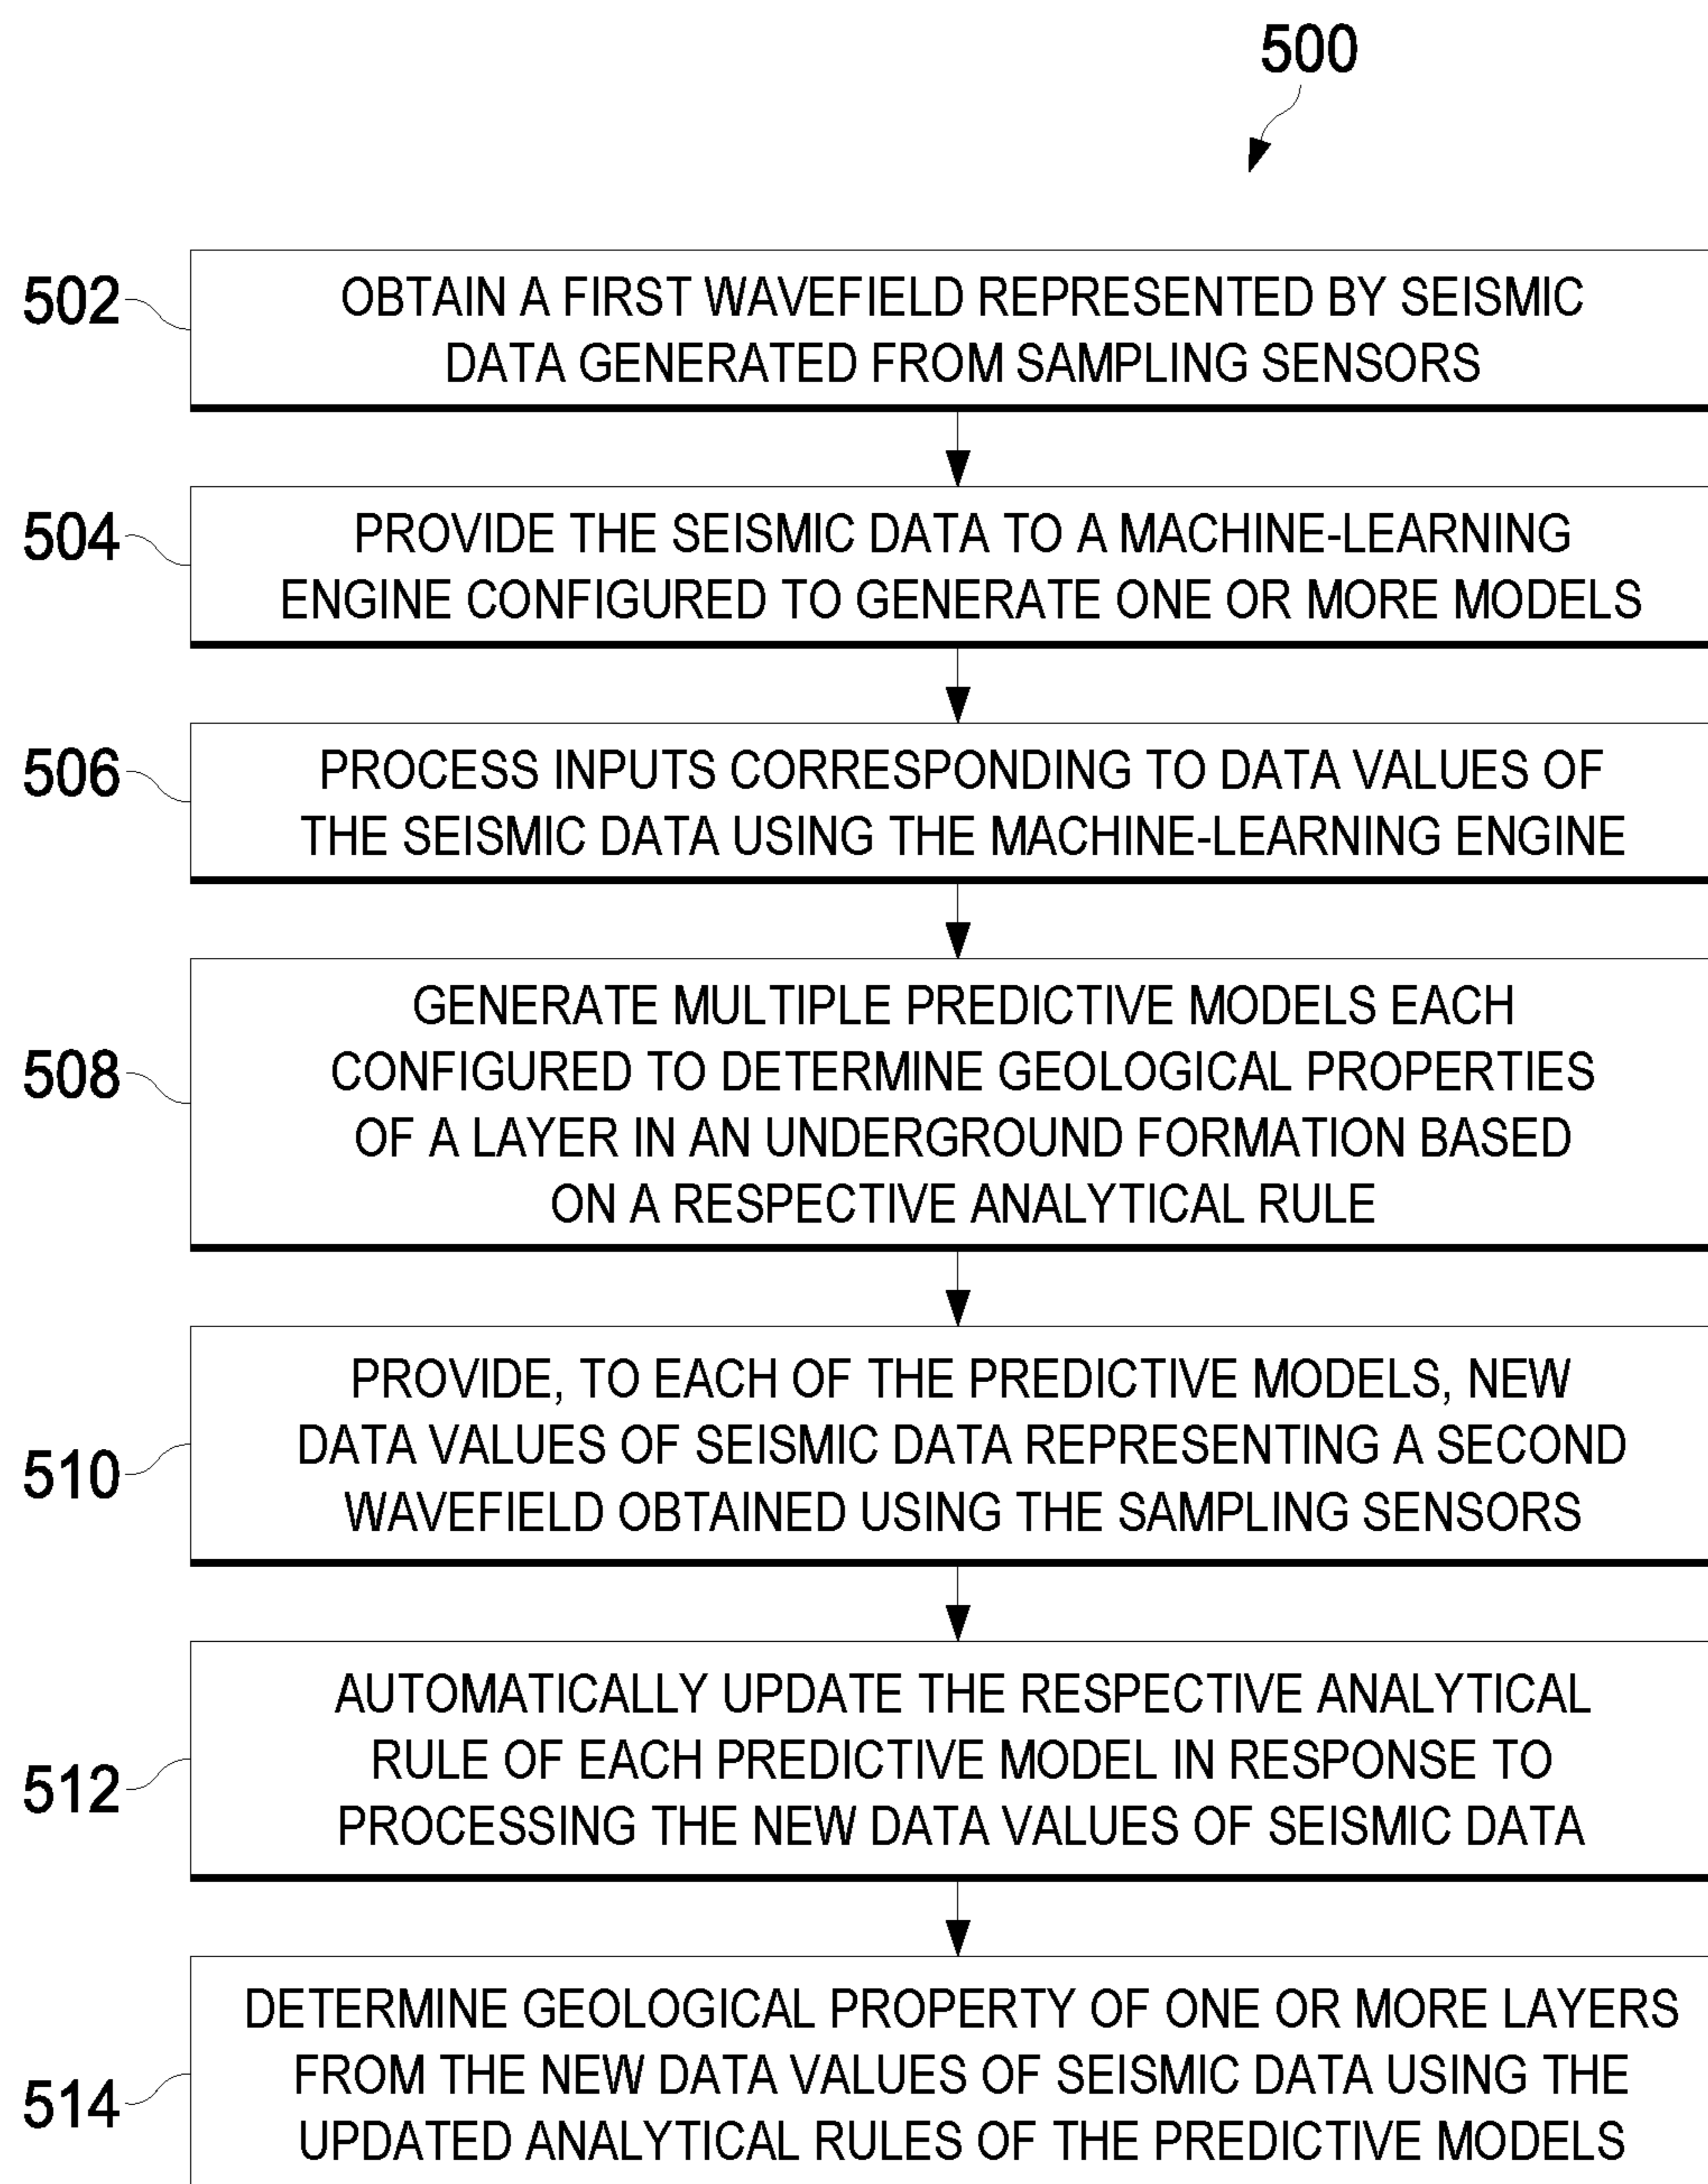 500
502
OBTAIN A FIRST WAVEFIELD REPRESENTED BY SEISMIC
DATA GENERATED FROM SAMPLING SENSORS
504
PROVIDE THE SEISMIC DATA TO A MACHINE-LEARNING
ENGINE CONFIGURED TO GENERATE ONE OR MORE MODELS
506
PROCESS INPUTS CORRESPONDING TO DATA VALUES OF
THE SEISMIC DATA USING THE MACHINE-LEARNING ENGINE
508
GENERATE MULTIPLE PREDICTIVE MODELS EACH
CONFIGURED TO DETERMINE GEOLOGICAL PROPERTIES
OF A LAYER IN AN UNDERGROUND FORMATION BASED
ON A RESPECTIVE ANALYTICAL RULE
510
PROVIDE, TO EACH OF THE PREDICTIVE MODELS, NEW
DATA VALUES OF SEISMIC DATA REPRESENTING A SECOND
WAVEFIELD OBTAINED USING THE SAMPLING SENSORS
512
AUTOMATICALLY UPDATE THE RESPECTIVE ANALYTICAL
RULE OF EACH PREDICTIVE MODEL IN RESPONSE TO
PROCESSING THE NEW DATA VALUES OF SEISMIC DATA
514
DETERMINE GEOLOGICAL PROPERTY OF ONE OR MORE LAYERS
FROM THE NEW DATA VALUES OF SEISMIC DATA USING THE
UPDATED ANALYTICAL RULES OF THE PREDICTIVE MODELS